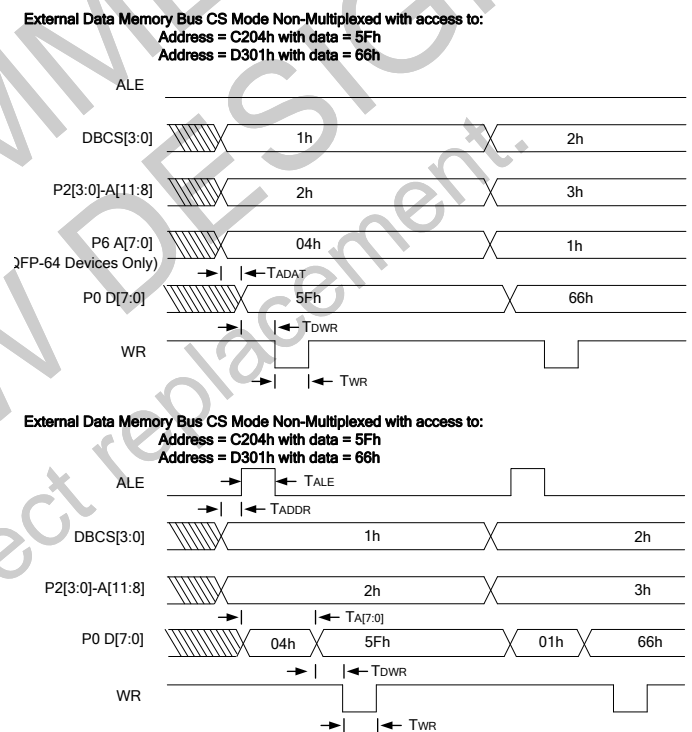 External Data Memory Bus CS Mode Non-Multiplexed with access to:
Address = C204h with data = 5Fh
Address = D301h with data = 66h
ALE
DBCS[3:0] 1h 2h
P2[3:0]-A[11:8] 2h 3h
P6 A[7:0] 04h 1h
QFP-64 Devices Only)
TADAT
P0 D[7:0] 5Fh 66h
TDWR
WR
TWR
External Data Memory Bus CS Mode Non-Multiplexed with access to:
Address = C204h with data = 5Fh
Address = D301h with data = 66h
ALE TALE
TADDR
DBCS[3:0] 1h 2h
P2[3:0]-A[11:8] 2h 3h
TA[7:0]
P0 D[7:0] 04h 5Fh 01h 66h
TDWR
WR
TWR
DESIGN
replacement.